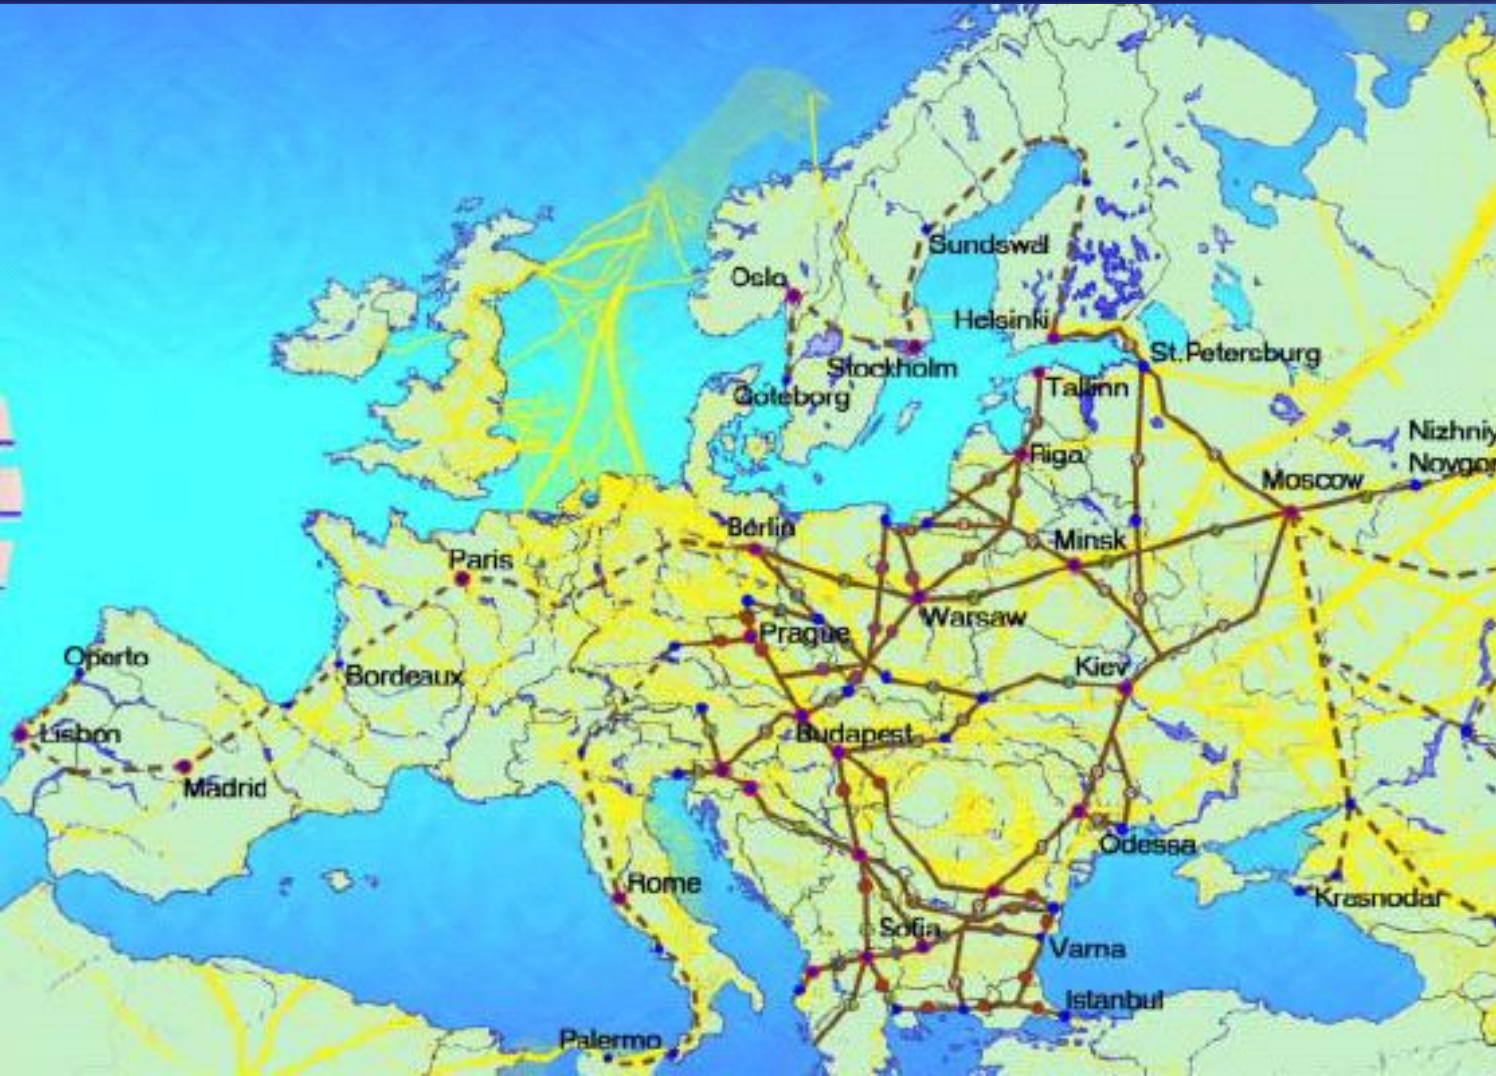 Sundswal
Oslo
Helsinki
St.Petersburg
Stockholm
Tallinn
Goteborg
Nizhniy
Riga
Novgor
Moscow
Berlin
Minsk
Paris
Warsaw
Prague
Oporto
Kiev
Bordeaux
Lisbon
Budapest
Madrid
Odessa
Rome
Krasnodar
Sofia
Varna
Istanbul
Palermo